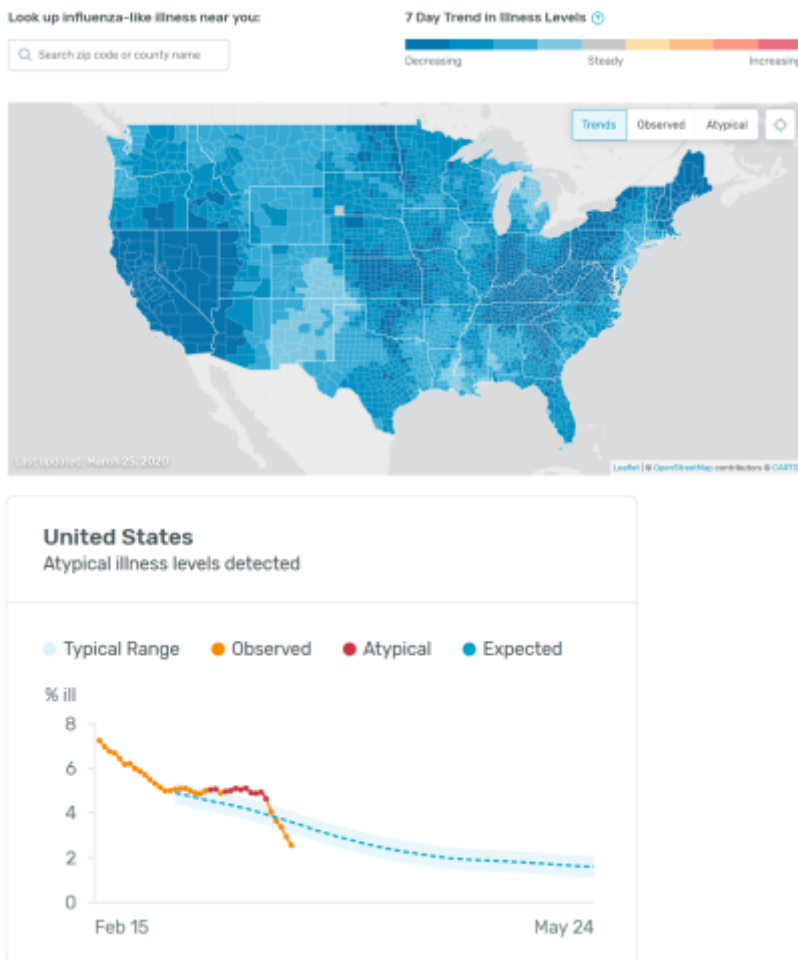 Look up influenza-like illness near you:
7 Day Trend in Illness Levels ?
Search zip code or county name
Decreasing Steady Increasing
Trends Observed Atypical
Last updated: March 25, 2020
Leaflet | © OpenStreetMap contributors © CARTO
United States
Atypical illness levels detected
Typical Range Observed Atypical Expected
% ill
8
6
4
2
0
Feb 15 May 24